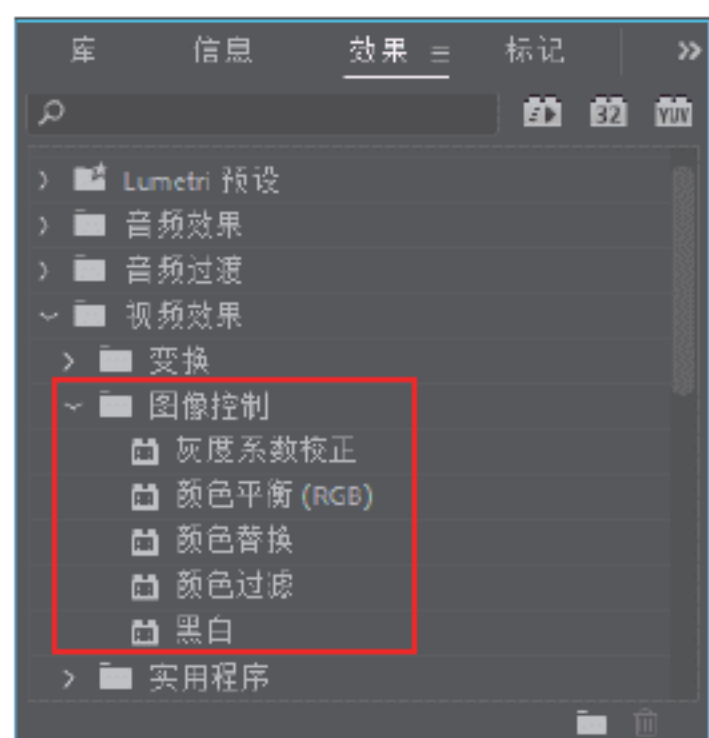 库 信息 效果 标记
32 YUV
Lumetri 预设
音频效果
音频过渡
视频效果
变换
图像控制
灰度系数校正
颜色平衡 (RGB)
颜色替换
颜色过滤
黑白
实用程序